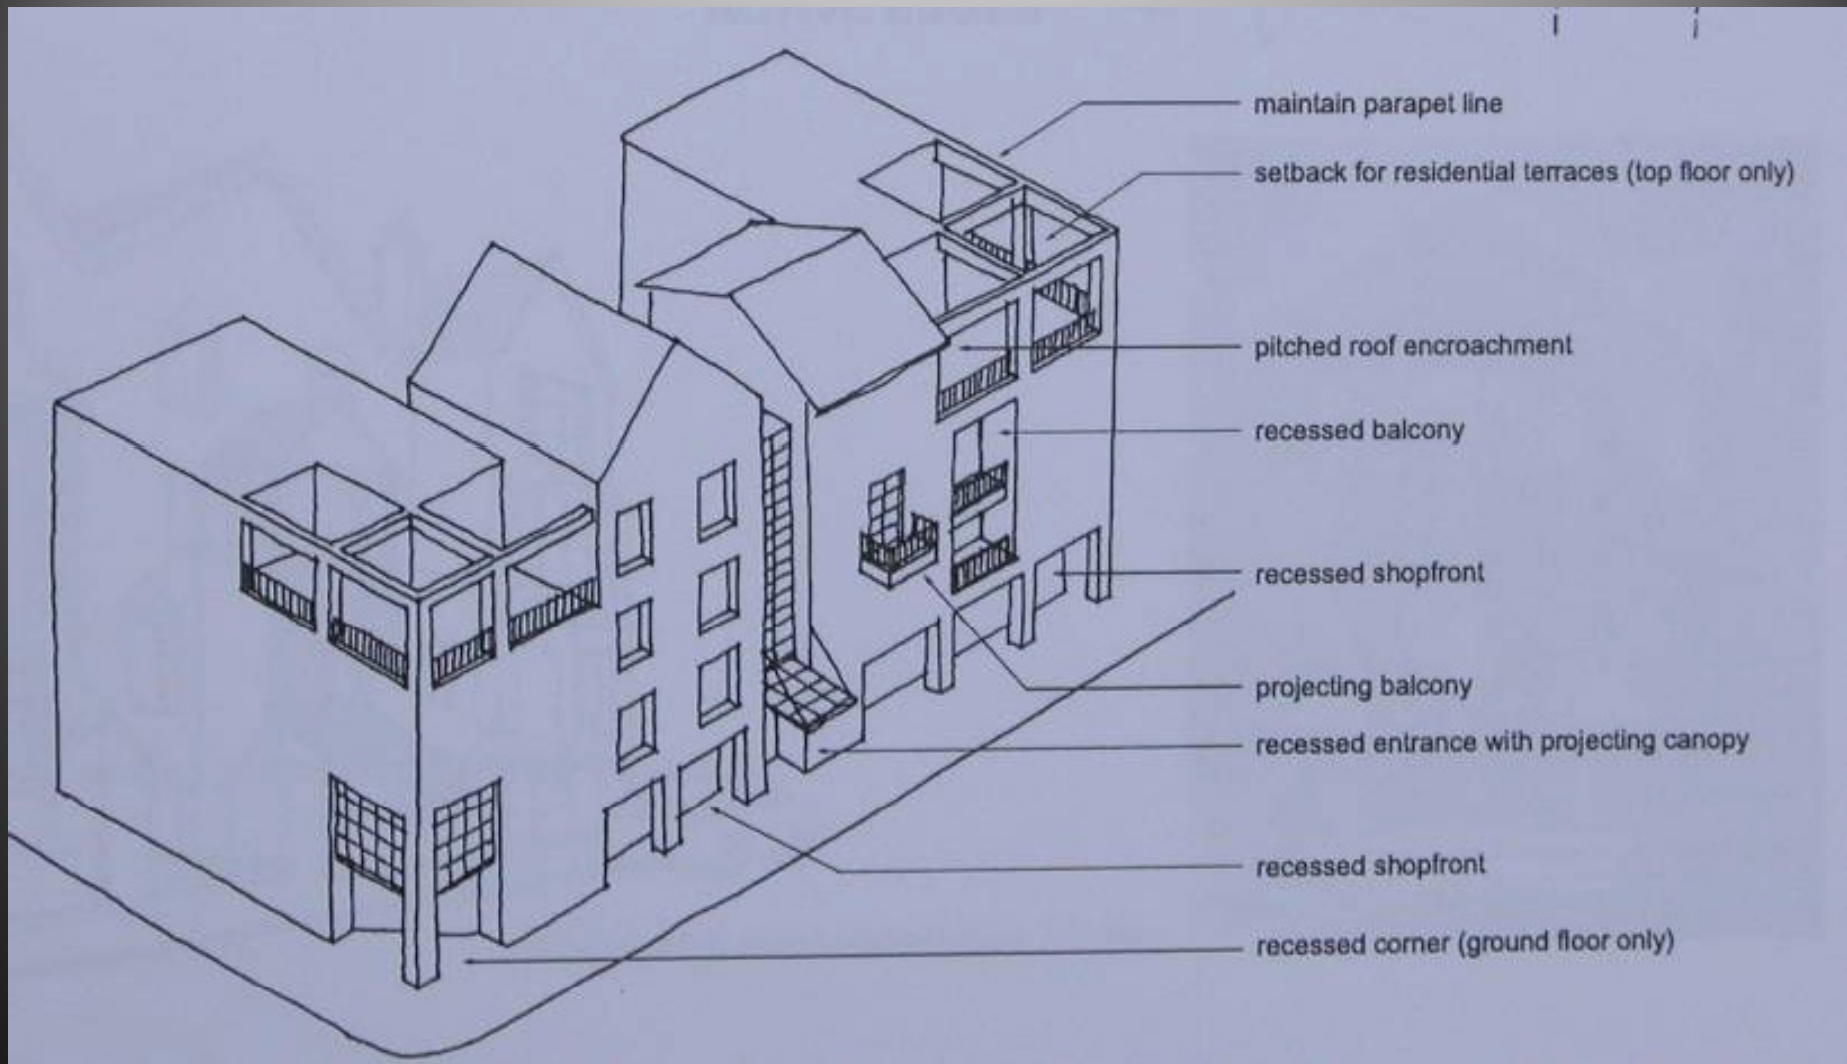 maintain parapet line
setback for residential terraces (top floor only)
pitched roof encroachment
recessed balcony
recessed shopfront
projecting balcony
recessed entrance with projecting canopy
recessed shopfront
recessed corner (ground floor only)